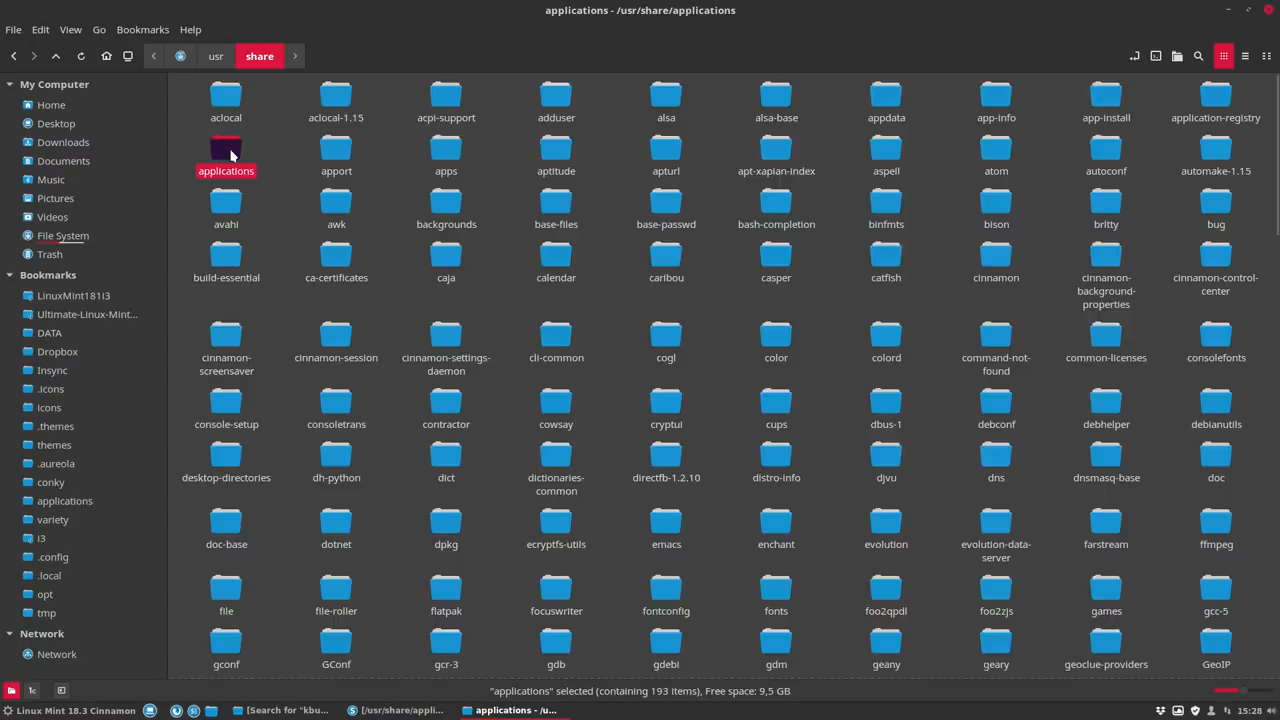 applications - /usr/share/applications
File Edit View Go Bookmarks Help
usr share
My Computer
Home
Desktop
Downloads
Documents
Music
Pictures
Videos
File System
Trash
Bookmarks
LinuxMint181i3
Ultimate-Linux-Mint...
DATA
Dropbox
Insync
.icons
icons
.themes
themes
.aureola
conky
applications
variety
i3
.config
.local
opt
tmp
Network
Network
aclocal aclocal-1.15 acpi-support adduser alsa alsa-base appdata app-info app-install application-registry
applications apport apps aptitude apturl apt-xapian-index aspell atom autoconf automake-1.15
avahi awk backgrounds base-files base-passwd bash-completion binfmts bison brltty bug
build-essential ca-certificates caja calendar caribou casper catfish cinnamon cinnamon-background-properties cinnamon-control-center
cinnamon-screensaver cinnamon-session cinnamon-settings-daemon cli-common cogl color colord command-not-found common-licenses consolefonts
console-setup consoletrans contractor cowsay cryptui cups dbus-1 debconf debhelper debianutils
desktop-directories dh-python dict dictionaries-common directfb-1.2.10 distro-info djvu dns dnsmasq-base doc
doc-base dotnet dpkg ecryptfs-utils emacs enchant evolution evolution-data-server farstream ffmpeg
file file-roller flatpak focuswriter fontconfig fonts foo2qpdl foo2zjs games gcc-5
gconf GConf gcr-3 gdb gdebi gdm geany geary geoclue-providers GeoIP
"applications" selected (containing 193 items), Free space: 9,5 GB
Linux Mint 18.3 Cinnamon [Search for "kbu... [/usr/share/appli... applications - /u... 15:28